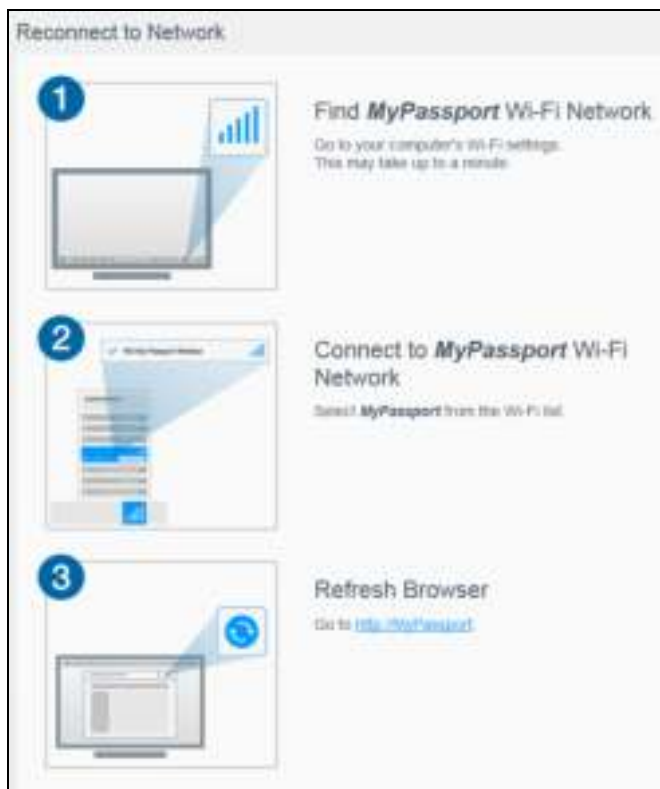 Reconnect to Network
1
Find MyPassport Wi-Fi Network
Go to your computer's Wi-Fi settings.
This may take up to a minute.
2
Connect to MyPassport Wi-Fi
Network
Select MyPassport from the Wi-Fi list.
3
Refresh Browser
Go to http://MyPassport